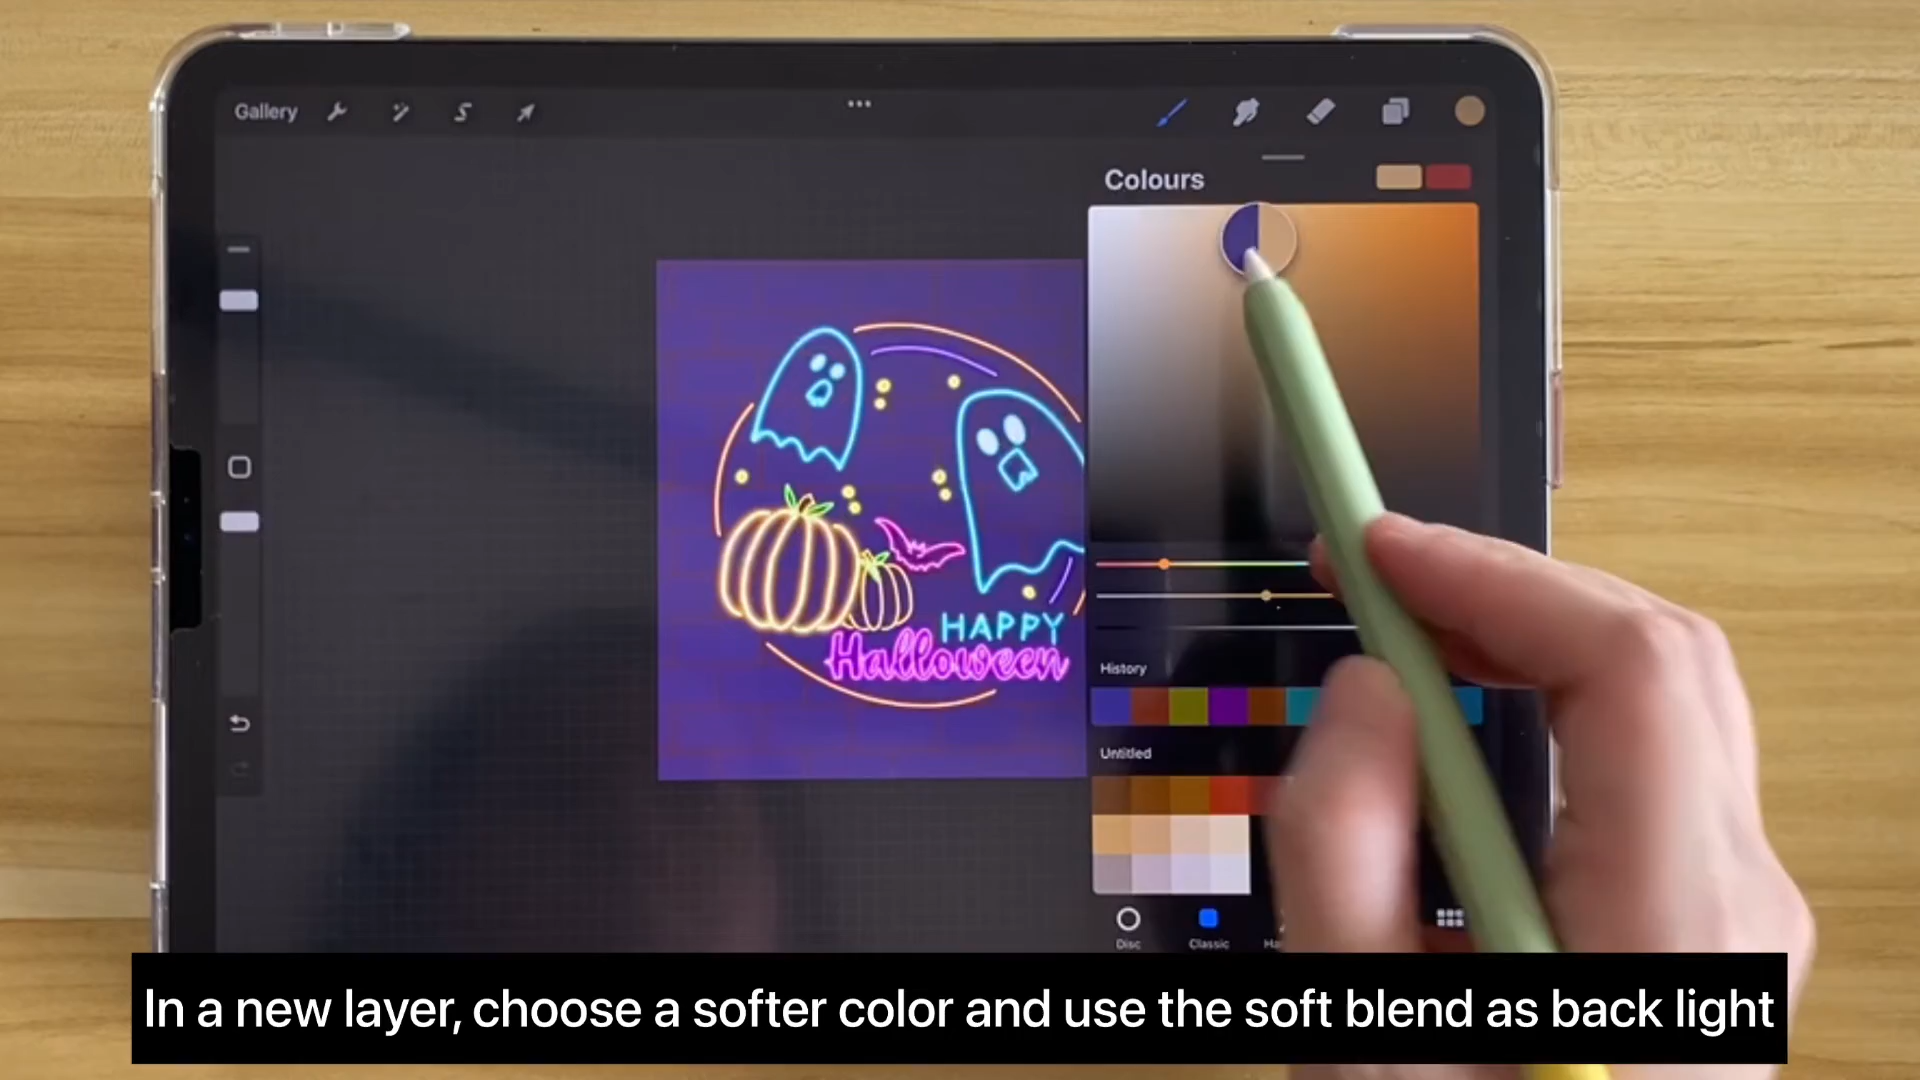 Gallery
Colours
HAPPY
Halloween
History
Untitled
Disc
Classic
In a new layer, choose a softer color and use the soft blend as back light